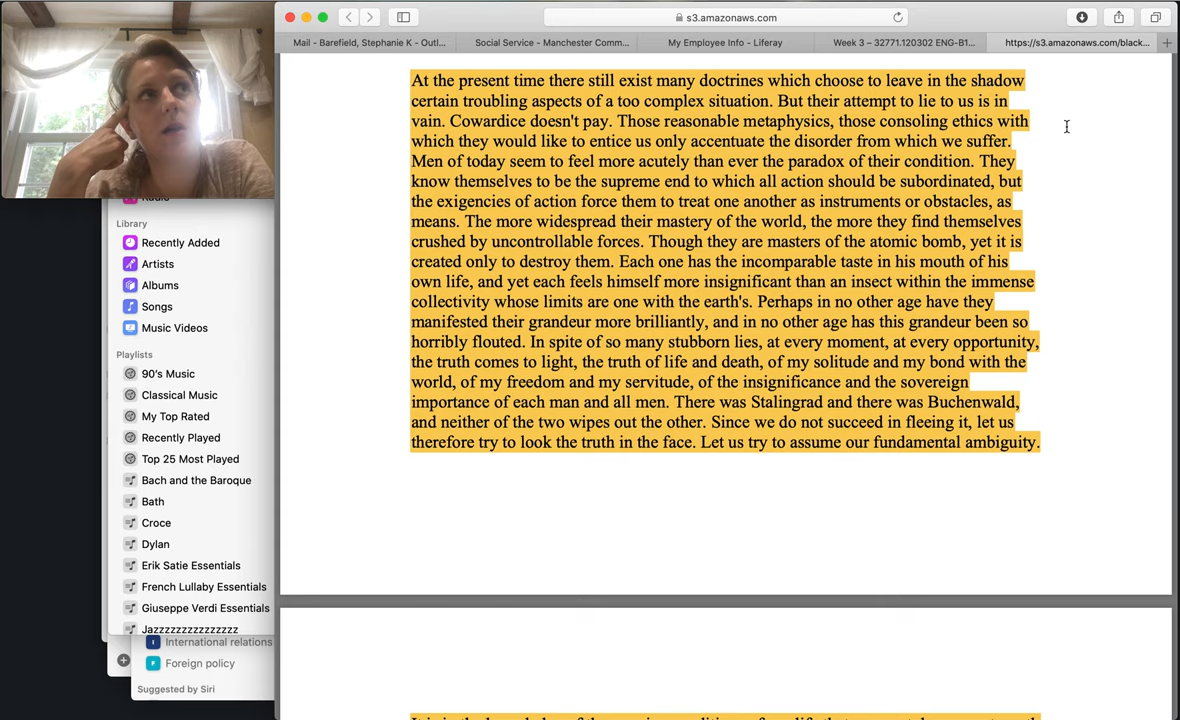 s3.amazonaws.com
Mail - Barefield, Stephanie K - Outl...
Social Service - Manchester Comm...
My Employee Info - Liferay
Week 3 – 32771.120302 ENG-B1...
https://s3.amazonaws.com/black...
At the present time there still exist many doctrines which choose to leave in the shadow
certain troubling aspects of a too complex situation. But their attempt to lie to us is in
vain. Cowardice doesn't pay. Those reasonable metaphysics, those consoling ethics with
which they would like to entice us only accentuate the disorder from which we suffer.
Men of today seem to feel more acutely than ever the paradox of their condition. They
know themselves to be the supreme end to which all action should be subordinated, but
the exigencies of action force them to treat one another as instruments or obstacles, as
means. The more widespread their mastery of the world, the more they find themselves
crushed by uncontrollable forces. Though they are masters of the atomic bomb, yet it is
created only to destroy them. Each one has the incomparable taste in his mouth of his
own life, and yet each feels himself more insignificant than an insect within the immense
collectivity whose limits are one with the earth's. Perhaps in no other age have they
manifested their grandeur more brilliantly, and in no other age has this grandeur been so
horribly flouted. In spite of so many stubborn lies, at every moment, at every opportunity,
the truth comes to light, the truth of life and death, of my solitude and my bond with the
world, of my freedom and my servitude, of the insignificance and the sovereign
importance of each man and all men. There was Stalingrad and there was Buchenwald,
and neither of the two wipes out the other. Since we do not succeed in fleeing it, let us
therefore try to look the truth in the face. Let us try to assume our fundamental ambiguity.
Radio
Library
Recently Added
Artists
Albums
Songs
Music Videos
Playlists
90's Music
Classical Music
My Top Rated
Recently Played
Top 25 Most Played
Bach and the Baroque
Bath
Croce
Dylan
Erik Satie Essentials
French Lullaby Essentials
Giuseppe Verdi Essentials
Jazzzzzzzzzzzzzzz
I International relations
F Foreign policy
Suggested by Siri